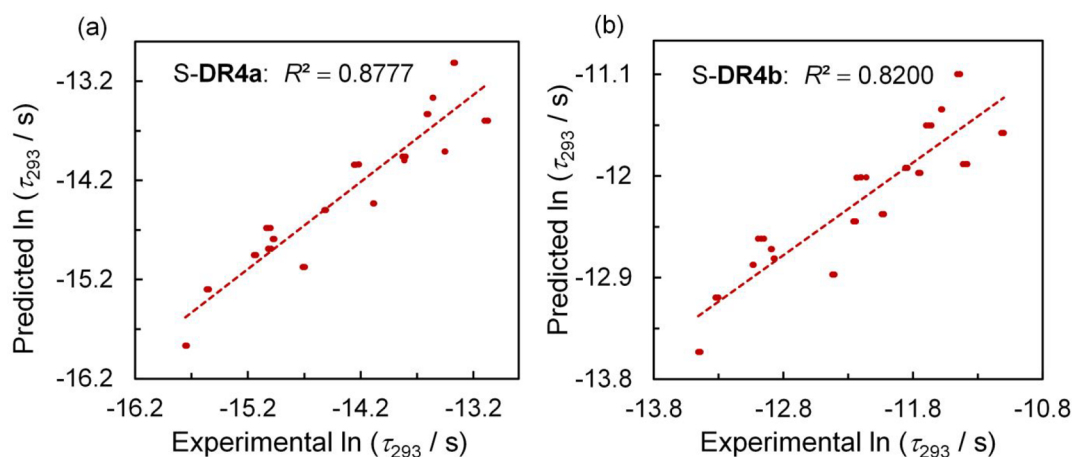 (a)
S-DR4a: R² = 0.8777
Predicted ln (τ293 / s)
-13.2
-14.2
-15.2
-16.2
-16.2 -15.2 -14.2 -13.2
Experimental ln (τ293 / s)
(b)
S-DR4b: R² = 0.8200
Predicted ln (τ293 / s)
-11.1
-12
-12.9
-13.8
-13.8 -12.8 -11.8 -10.8
Experimental ln (τ293 / s)